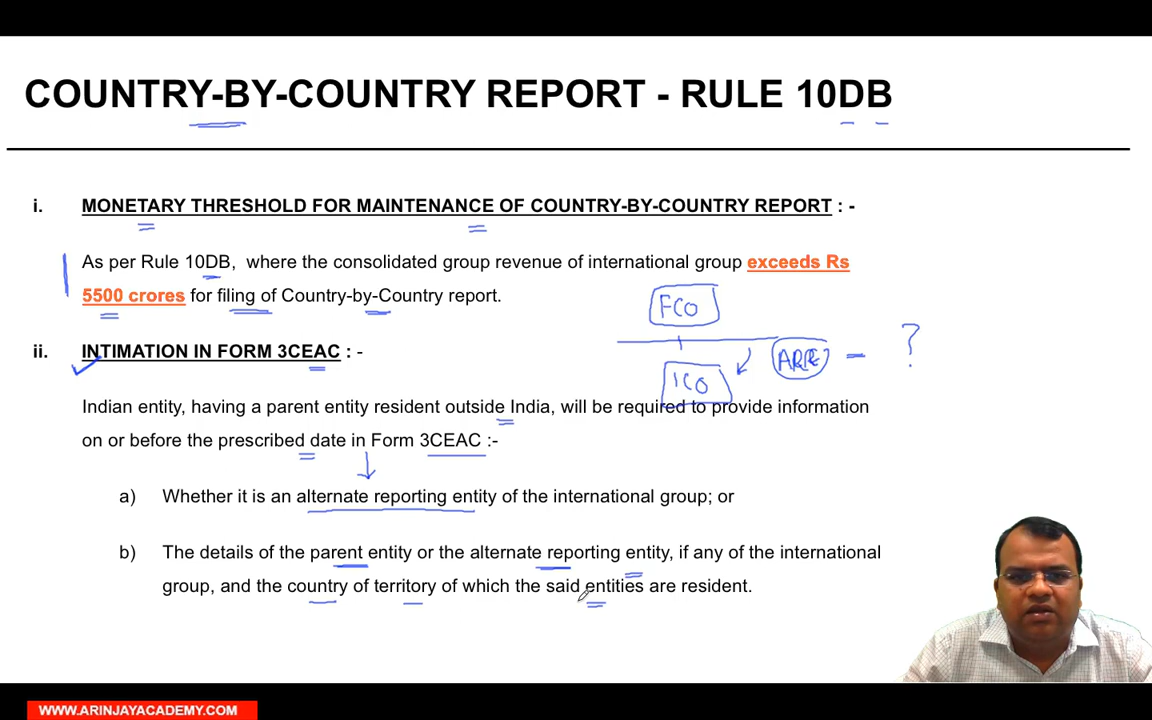 COUNTRY-BY-COUNTRY REPORT - RULE 10DB
i. MONETARY THRESHOLD FOR MAINTENANCE OF COUNTRY-BY-COUNTRY REPORT : -
As per Rule 10DB, where the consolidated group revenue of international group exceeds Rs
5500 crores for filing of Country-by-Country report.
FCO
ii. INTIMATION IN FORM 3CEAC : -
?
ICO
Indian entity, having a parent entity resident outside India, will be required to provide information
on or before the prescribed date in Form 3CEAC :-
a) Whether it is an alternate reporting entity of the international group; or
b) The details of the parent entity or the alternate reporting entity, if any of the international
group, and the country of territory of which the said entities are resident.
WWW.ARINJAYACADEMY.COM